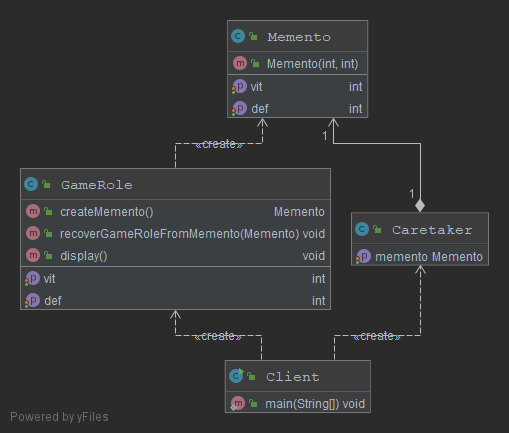 Memento
Memento(int, int)
vit int
def int
«create»
1
1
GameRole
createMemento() Memento
recoverGameRoleFromMemento(Memento) void
display() void
vit int
def int
Caretaker
memento Memento
«create»
«create»
Client
main(String[]) void
Powered by yFiles